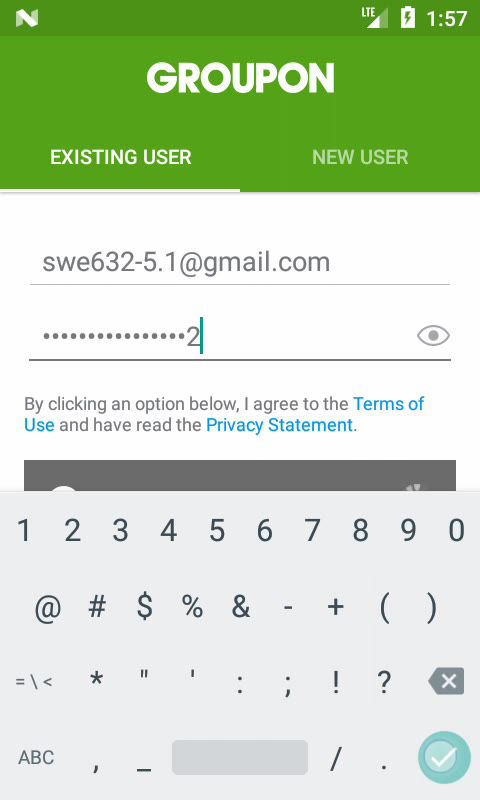 LTE 1:57
GROUPON
EXISTING USER NEW USER
swe632-5.1@gmail.com
••••••••••••••••2
By clicking an option below, I agree to the Terms of
Use and have read the Privacy Statement.
1 2 3 4 5 6 7 8 9 0
@ # $ % & - + ( )
= \ < * " ' : ; ! ?
ABC , _ / .